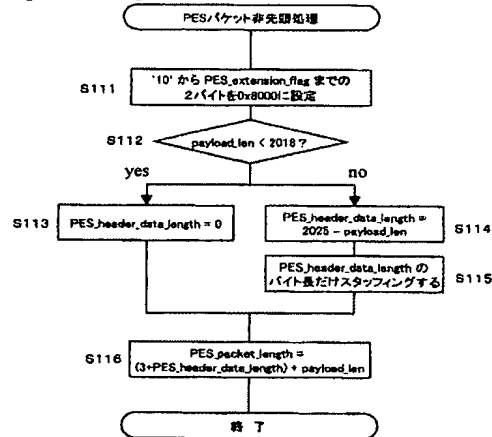 PESパケット非先頭処理
S111
'10' から PES_extension_flag までの
2バイトを0x8000に設定
S112
payload_len < 2018 ?
yes
no
S113
PES_header_data_length = 0
PES_header_data_length =
2025 − payload_len
S114
PES_header_data_length の
バイト長だけスタッフィングする
S115
S116
PES_packet_length =
(3+PES_header_data_length) + payload_len
終 了